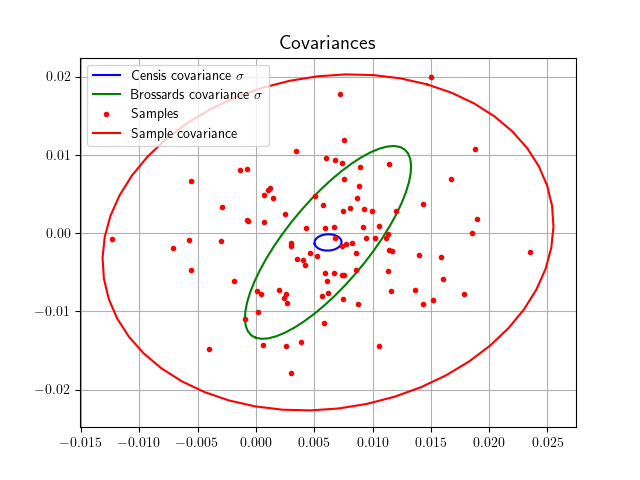 Covariances
Censis covariance σ
Brossards covariance σ
Samples
Sample covariance
0.02
0.01
0.00
−0.01
−0.02
−0.015 −0.010 −0.005 0.000 0.005 0.010 0.015 0.020 0.025